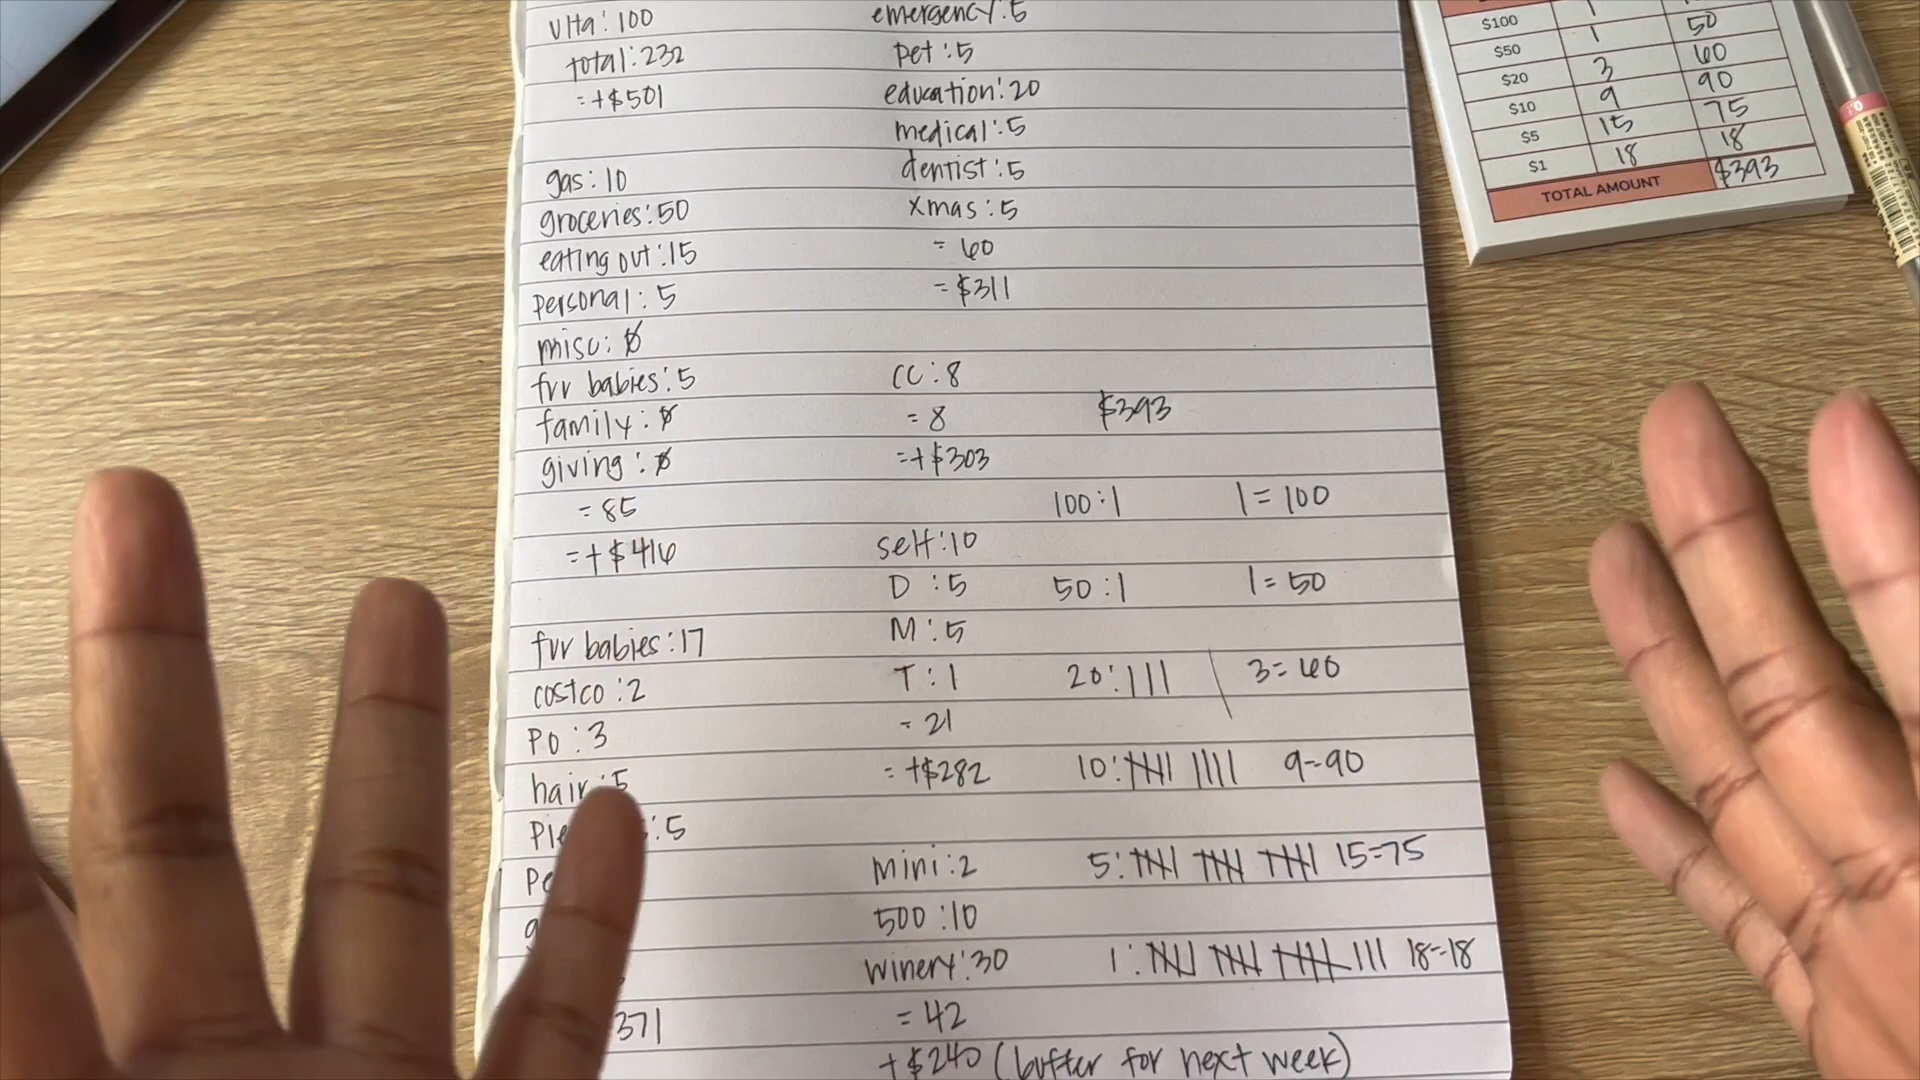 ulta: 100
total: 232
= +$501
gas: 10
groceries: 50
eating out: 15
personal: 5
misc: 0
fur babies: 5
family: 0
giving: 0
= 85
= +$416
fur babies: 17
costco: 2
PO: 3
hair: 5
: 5
371
emergency: 5
pet: 5
education: 20
medical: 5
dentist: 5
xmas: 5
= 60
= $311
CC: 8
= 8
= +$303
self: 10
D: 5
M: 5
T: 1
= 21
= +$282
mini: 2
500: 10
winery: 30
= 42
+$240 (buffer for next week)
$393
100: 1 1 = 100
50: 1 1 = 50
20: 3 = 60
10: 9 - 90
5: 15 = 75
1: 18 = 18
$100 1
$50 1 50
$20 3 60
$10 9 90
$5 15 75
$1 18 18
TOTAL AMOUNT $393